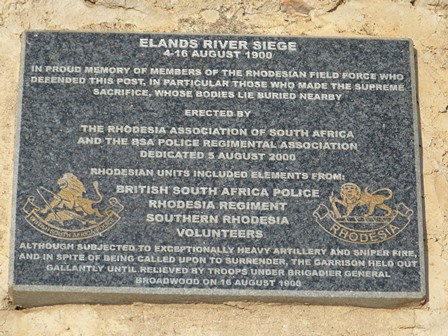 ELANDS RIVER SIEGE
4-16 AUGUST 1900
IN PROUD MEMORY OF MEMBERS OF THE RHODESIAN FIELD FORCE WHO
DEFENDED THIS POST, IN PARTICULAR THOSE WHO MADE THE SUPREME
SACRIFICE, WHOSE BODIES LIE BURIED NEARBY
ERECTED BY
THE RHODESIA ASSOCIATION OF SOUTH AFRICA
AND THE BSA POLICE REGIMENTAL ASSOCIATION
DEDICATED 5 AUGUST 2000
RHODESIAN UNITS INCLUDED ELEMENTS FROM:
BRITISH SOUTH AFRICA POLICE
RHODESIA REGIMENT
SOUTHERN RHODESIA
VOLUNTEERS
RHODESIA
ALTHOUGH SUBJECTED TO EXCEPTIONALLY HEAVY ARTILLERY AND SNIPER FIRE,
AND IN SPITE OF BEING CALLED UPON TO SURRENDER, THE GARRISON HELD OUT
GALLANTLY UNTIL RELIEVED BY TROOPS UNDER BRIGADIER GENERAL
BROADWOOD ON 16 AUGUST 1900